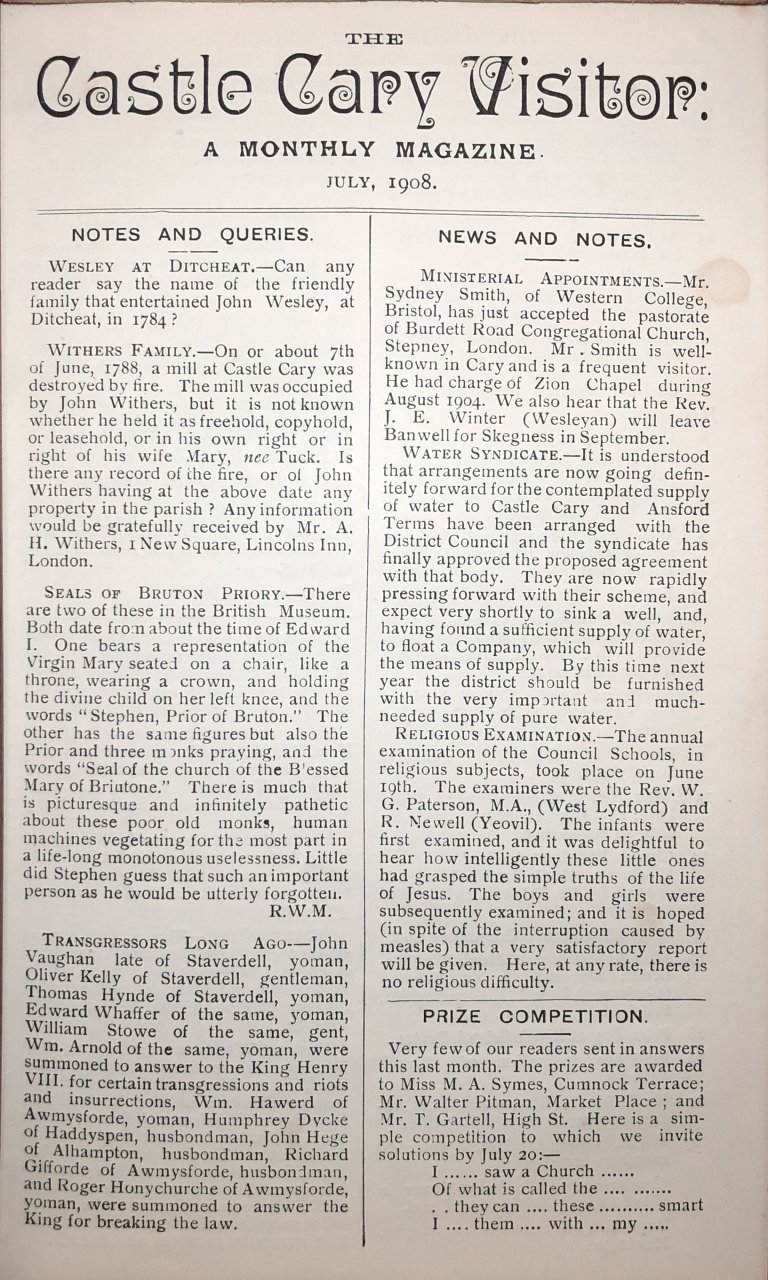 THE
Castle Cary Visitor:
A MONTHLY MAGAZINE.
JULY, 1908.
NOTES AND QUERIES.
WESLEY AT DITCHEAT.—Can any
reader say the name of the friendly
family that entertained John Wesley, at
Ditcheat, in 1784 ?
WITHERS FAMILY.—On or about 7th
of June, 1788, a mill at Castle Cary was
destroyed by fire. The mill was occupied
by John Withers, but it is not known
whether he held it as freehold, copyhold,
or leasehold, or in his own right or in
right of his wife Mary, nee Tuck. Is
there any record of the fire, or of John
Withers having at the above date any
property in the parish ? Any information
would be gratefully received by Mr. A.
H. Withers, 1 New Square, Lincolns Inn,
London.
SEALS OF BRUTON PRIORY.—There
are two of these in the British Museum.
Both date from about the time of Edward
I. One bears a representation of the
Virgin Mary seated on a chair, like a
throne, wearing a crown, and holding
the divine child on her left knee, and the
words "Stephen, Prior of Bruton." The
other has the same figures but also the
Prior and three monks praying, and the
words "Seal of the church of the B'essed
Mary of Briutone." There is much that
is picturesque and infinitely pathetic
about these poor old monks, human
machines vegetating for the most part in
a life-long monotonous uselessness. Little
did Stephen guess that such an important
person as he would be utterly forgotten.
R.W.M.
TRANSGRESSORS LONG AGO-—John
Vaughan late of Staverdell, yoman,
Oliver Kelly of Staverdell, gentleman,
Thomas Hynde of Staverdell, yoman,
Edward Whaffer of the same, yoman,
William Stowe of the same, gent,
Wm. Arnold of the same, yoman, were
summoned to answer to the King Henry
VIII. for certain transgressions and riots
and insurrections, Wm. Hawerd of
Awmysforde, yoman, Humphrey Dycke
of Haddyspen, husbondman, John Hege
of Alhampton, husbondman, Richard
Gifforde of Awmysforde, husbondman,
and Roger Honychurche of Awmysforde,
yoman, were summoned to answer the
King for breaking the law.
NEWS AND NOTES.
MINISTERIAL APPOINTMENTS.—Mr.
Sydney Smith, of Western College,
Bristol, has just accepted the pastorate
of Burdett Road Congregational Church,
Stepney, London. Mr . Smith is well-
known in Cary and is a frequent visitor.
He had charge of Zion Chapel during
August 1904. We also hear that the Rev.
J. E. Winter (Wesleyan) will leave
Banwell for Skegness in September.
WATER SYNDICATE.—It is understood
that arrangements are now going defin-
itely forward for the contemplated supply
of water to Castle Cary and Ansford
Terms have been arranged with the
District Council and the syndicate has
finally approved the proposed agreement
with that body. They are now rapidly
pressing forward with their scheme, and
expect very shortly to sink a well, and,
having found a sufficient supply of water,
to float a Company, which will provide
the means of supply. By this time next
year the district should be furnished
with the very important and much-
needed supply of pure water.
RELIGIOUS EXAMINATION.—The annual
examination of the Council Schools, in
religious subjects, took place on June
19th. The examiners were the Rev. W.
G. Paterson, M.A., (West Lydford) and
R. Newell (Yeovil). The infants were
first examined, and it was delightful to
hear how intelligently these little ones
had grasped the simple truths of the life
of Jesus. The boys and girls were
subsequently examined; and it is hoped
(in spite of the interruption caused by
measles) that a very satisfactory report
will be given. Here, at any rate, there is
no religious difficulty.
PRIZE COMPETITION.
Very few of our readers sent in answers
this last month. The prizes are awarded
to Miss M. A. Symes, Cumnock Terrace;
Mr. Walter Pitman, Market Place ; and
Mr. T. Gartell, High St. Here is a sim-
ple competition to which we invite
solutions by July 20:—
I ...... saw a Church ......
Of what is called the .... .......
. . they can .... these .......... smart
I .... them .... with ... my .....